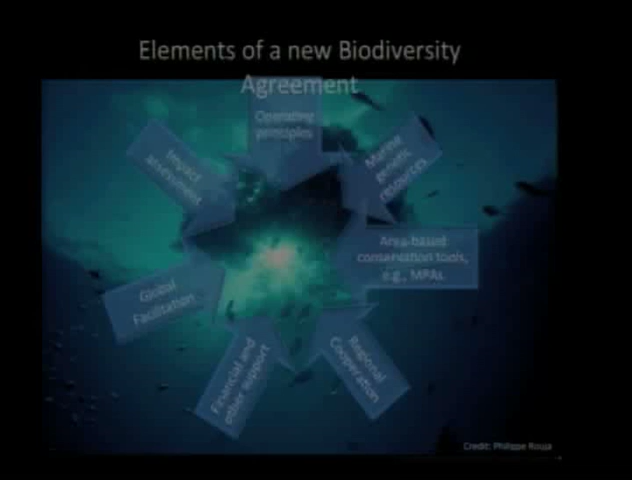 Elements of a new Biodiversity
Agreement
Operating
principles
Marine
genetic
resources
Area-based
conservation tools,
e.g., MPAs
Regional
Cooperation
Financial and
other support
Global
Facilitation
Impact
assessment
Credit: Philippe Rouja